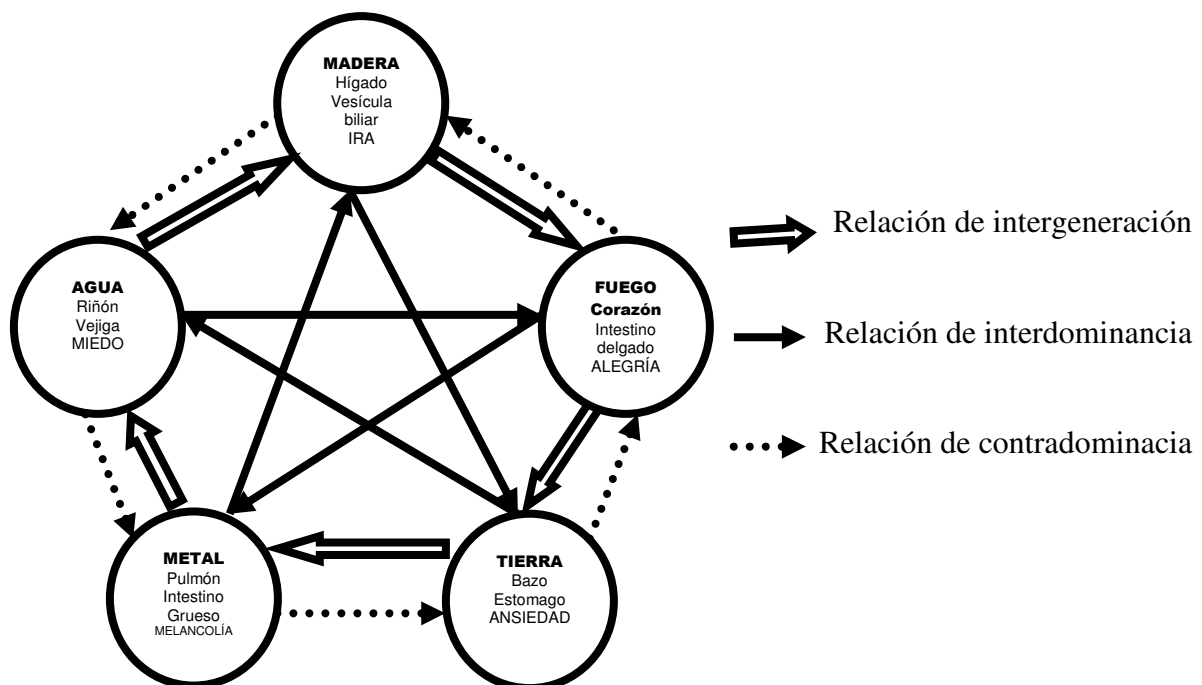 MADERA
Hígado
Vesícula
biliar
IRA
AGUA
Riñón
Vejiga
MIEDO
FUEGO
Corazón
Intestino
delgado
ALEGRÍA
METAL
Pulmón
Intestino
Grueso
MELANCOLÍA
TIERRA
Bazo
Estomago
ANSIEDAD
Relación de intergeneración
Relación de interdominancia
Relación de contradominacia